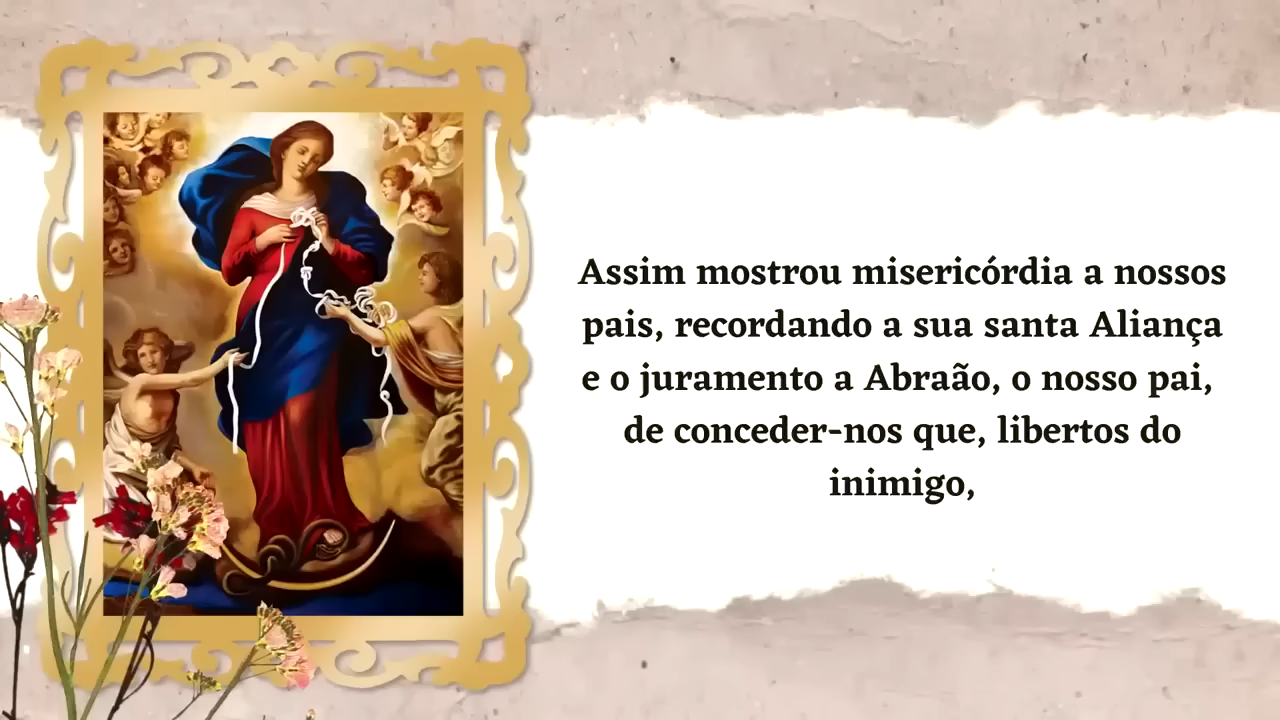 Assim mostrou misericórdia a nossos
pais, recordando a sua santa Aliança
e o juramento a Abraão, o nosso pai,
de conceder-nos que, libertos do
inimigo,